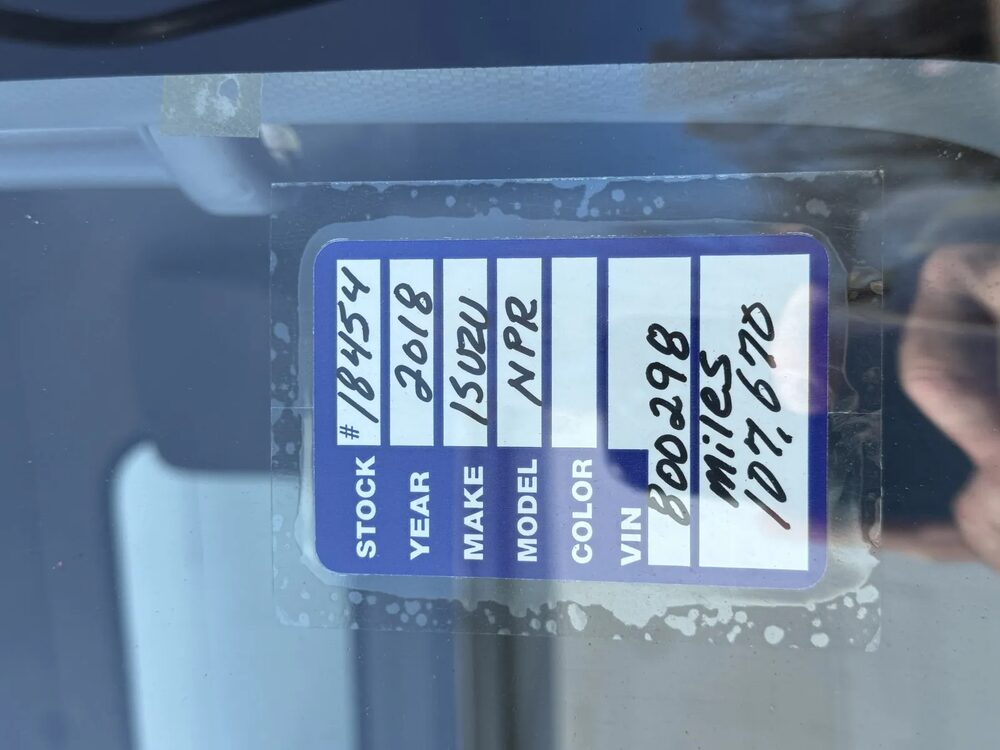 STOCK # 18454
YEAR 2018
MAKE ISUZU
MODEL NPR
COLOR
VIN
800298
miles
107,670